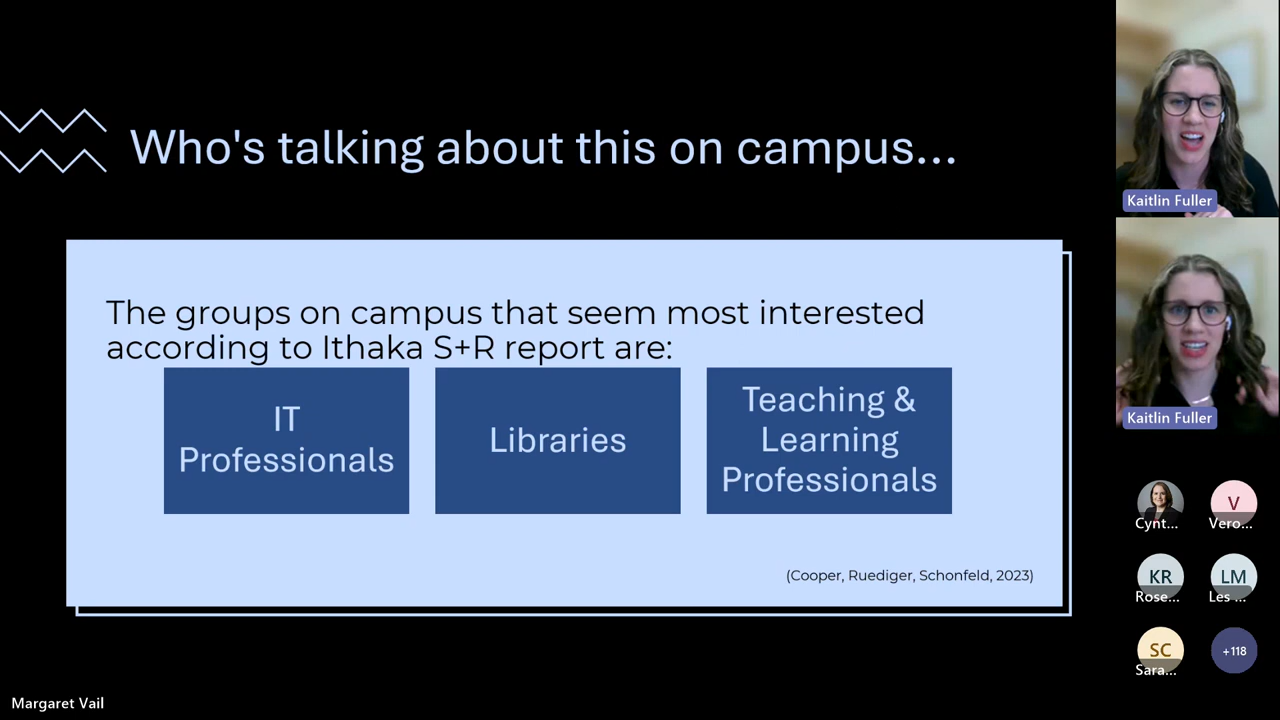 Who's talking about this on campus...
The groups on campus that seem most interested
according to Ithaka S+R report are:
IT
Professionals
Libraries
Teaching &
Learning
Professionals
(Cooper, Ruediger, Schonfeld, 2023)
Margaret Vail
Kaitlin Fuller
Kaitlin Fuller
Cynt...
V
Vero...
KR
Rose...
LM
Les ...
SC
Sara...
+118